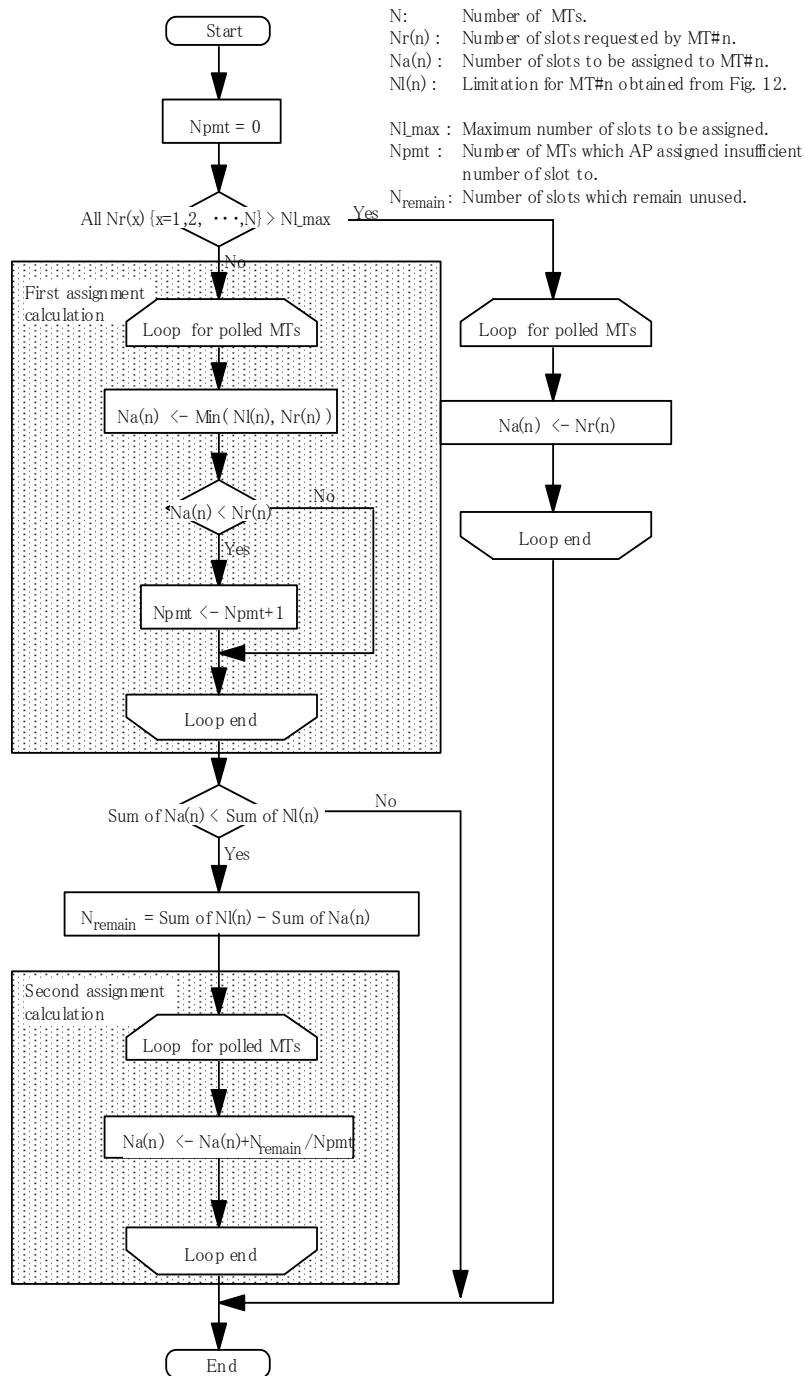 N: Number of MTs.
Nr(n) : Number of slots requested by MT#n.
Na(n) : Number of slots to be assigned to MT#n.
Nl(n) : Limitation for MT#n obtained from Fig. 12.
Nl_max : Maximum number of slots to be assigned.
Npmt : Number of MTs which AP assigned insufficient
number of slot to.
Nremain : Number of slots which remain unused.
Start
Npmt = 0
All Nr(x) {x=1,2, ···,N} > Nl_max
Yes
No
First assignment
calculation
Loop for polled MTs
Na(n) <- Min( Nl(n), Nr(n) )
Na(n) < Nr(n)
No
Yes
Npmt <- Npmt+1
Loop end
Loop for polled MTs
Na(n) <- Nr(n)
Loop end
Sum of Na(n) < Sum of Nl(n)
No
Yes
Nremain = Sum of Nl(n) - Sum of Na(n)
Second assignment
calculation
Loop for polled MTs
Na(n) <- Na(n)+Nremain/Npmt
Loop end
End